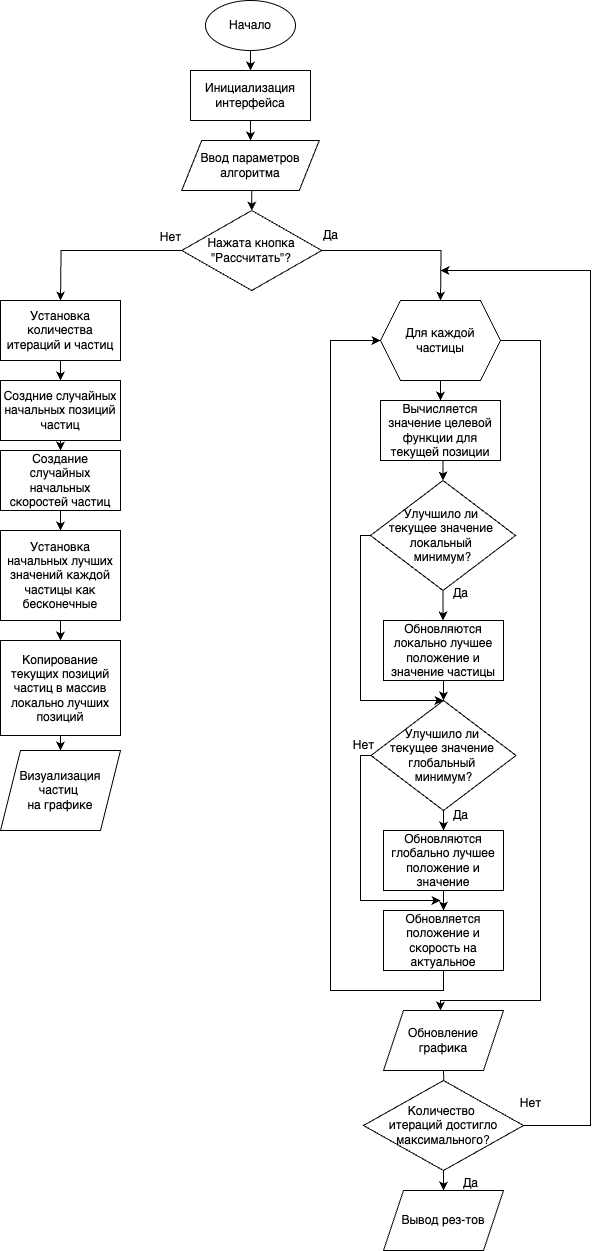 Начало
Инициализация
интерфейса
Ввод параметров
алгоритма
Нажата кнопка
"Рассчитать"?
Нет
Да
Установка
количества
итераций и частиц
Создние случайных
начальных позиций
частиц
Создание
случайных
начальных
скоростей частиц
Установка
начальных лучших
значений каждой
частицы как
бесконечные
Копирование
текущих позиций
частиц в массив
локально лучших
позиций
Визуализация
частиц
на графике
Для каждой
частицы
Вычисляется
значение целевой
функции для
текущей позиции
Улучшило ли
текущее значение
локальный
минимум?
Да
Обновляются
локально лучшее
положение и
значение частицы
Улучшило ли
текущее значение
глобальный
минимум?
Нет
Да
Обновляются
глобально лучшее
положение и
значение
Обновляется
положение и
скорость на
актуальное
Обновление
графика
Количество
итераций достигло
максимального?
Нет
Да
Вывод рез-тов